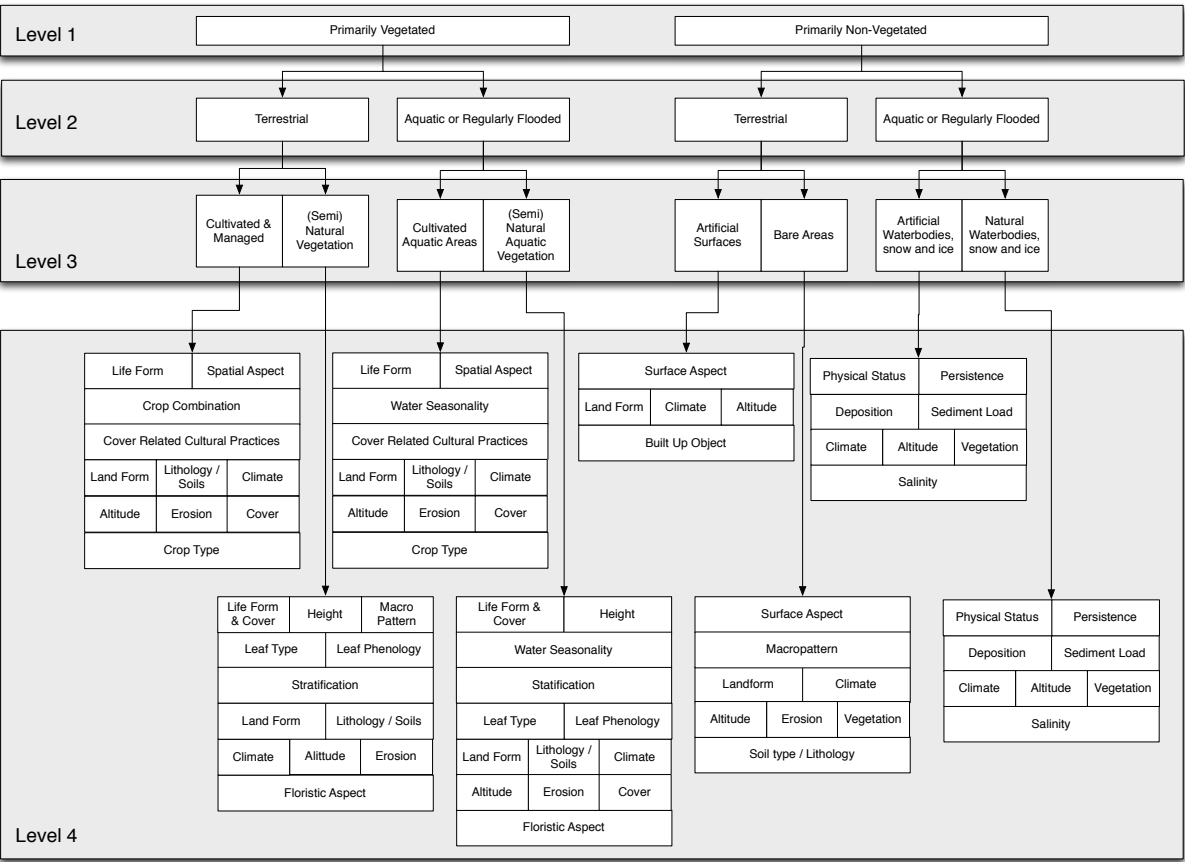 Level 1
Primarily Vegetated
Primarily Non-Vegetated
Level 2
Terrestrial
Aquatic or Regularly Flooded
Terrestrial
Aquatic or Regularly Flooded
Level 3
Cultivated &
Managed
(Semi)
Natural
Vegetation
Cultivated
Aquatic Areas
(Semi)
Natural
Aquatic
Vegetation
Artificial
Surfaces
Bare Areas
Artificial
Waterbodies,
snow and ice
Natural
Waterbodies,
snow and ice
Life Form
Spatial Aspect
Crop Combination
Cover Related Cultural Practices
Land Form
Lithology /
Soils
Climate
Altitude
Erosion
Cover
Crop Type
Life Form
Spatial Aspect
Water Seasonality
Cover Related Cultural Practices
Land Form
Lithology /
Soils
Climate
Altitude
Erosion
Cover
Crop Type
Surface Aspect
Land Form
Climate
Altitude
Built Up Object
Physical Status
Persistence
Deposition
Sediment Load
Climate
Altitude
Vegetation
Salinity
Life Form
& Cover
Height
Macro
Pattern
Leaf Type
Leaf Phenology
Stratification
Land Form
Lithology / Soils
Climate
Alititude
Erosion
Floristic Aspect
Life Form &
Cover
Height
Water Seasonality
Statification
Leaf Type
Leaf Phenology
Land Form
Lithology /
Soils
Climate
Altitude
Erosion
Cover
Floristic Aspect
Surface Aspect
Macropattern
Landform
Climate
Altitude
Erosion
Vegetation
Soil type / Lithology
Physical Status
Persistence
Deposition
Sediment Load
Climate
Altitude
Vegetation
Salinity
Level 4